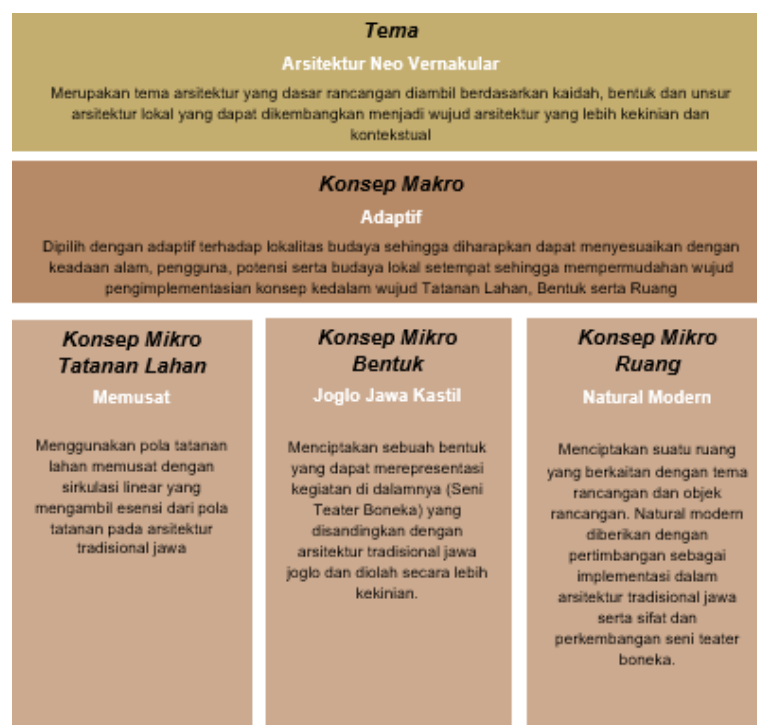 Tema
Arsitektur Neo Vernakular
Merupakan tema arsitektur yang dasar rancangan diambil berdasarkan kaidah, bentuk dan unsur
arsitektur lokal yang dapat dikembangkan menjadi wujud arsitektur yang lebih kekinian dan
kontekstual
Konsep Makro
Adaptif
Dipilih dengan adaptif terhadap lokalitas budaya sehingga diharapkan dapat menyesuaikan dengan
keadaan alam, pengguna, potensi serta budaya lokal setempat sehingga mempermudahan wujud
pengimplementasian konsep kedalam wujud Tatanan Lahan, Bentuk serta Ruang
Konsep Mikro
Tatanan Lahan
Memusat
Menggunakan pola tatanan
lahan memusat dengan
sirkulasi linear yang
mengambil esensi dari pola
tatanan pada arsitektur
tradisional jawa
Konsep Mikro
Bentuk
Joglo Jawa Kastil
Menciptakan sebuah bentuk
yang dapat merepresentasi
kegiatan di dalamnya (Seni
Teater Boneka) yang
disandingkan dengan
arsitektur tradisional jawa
joglo dan diolah secara lebih
kekinian.
Konsep Mikro
Ruang
Natural Modern
Menciptakan suatu ruang
yang berkaitan dengan tema
rancangan dan objek
rancangan. Natural modern
diberikan dengan
pertimbangan sebagai
implementasi dalam
arsitektur tradisional jawa
serta sifat dan
perkembangan seni teater
boneka.